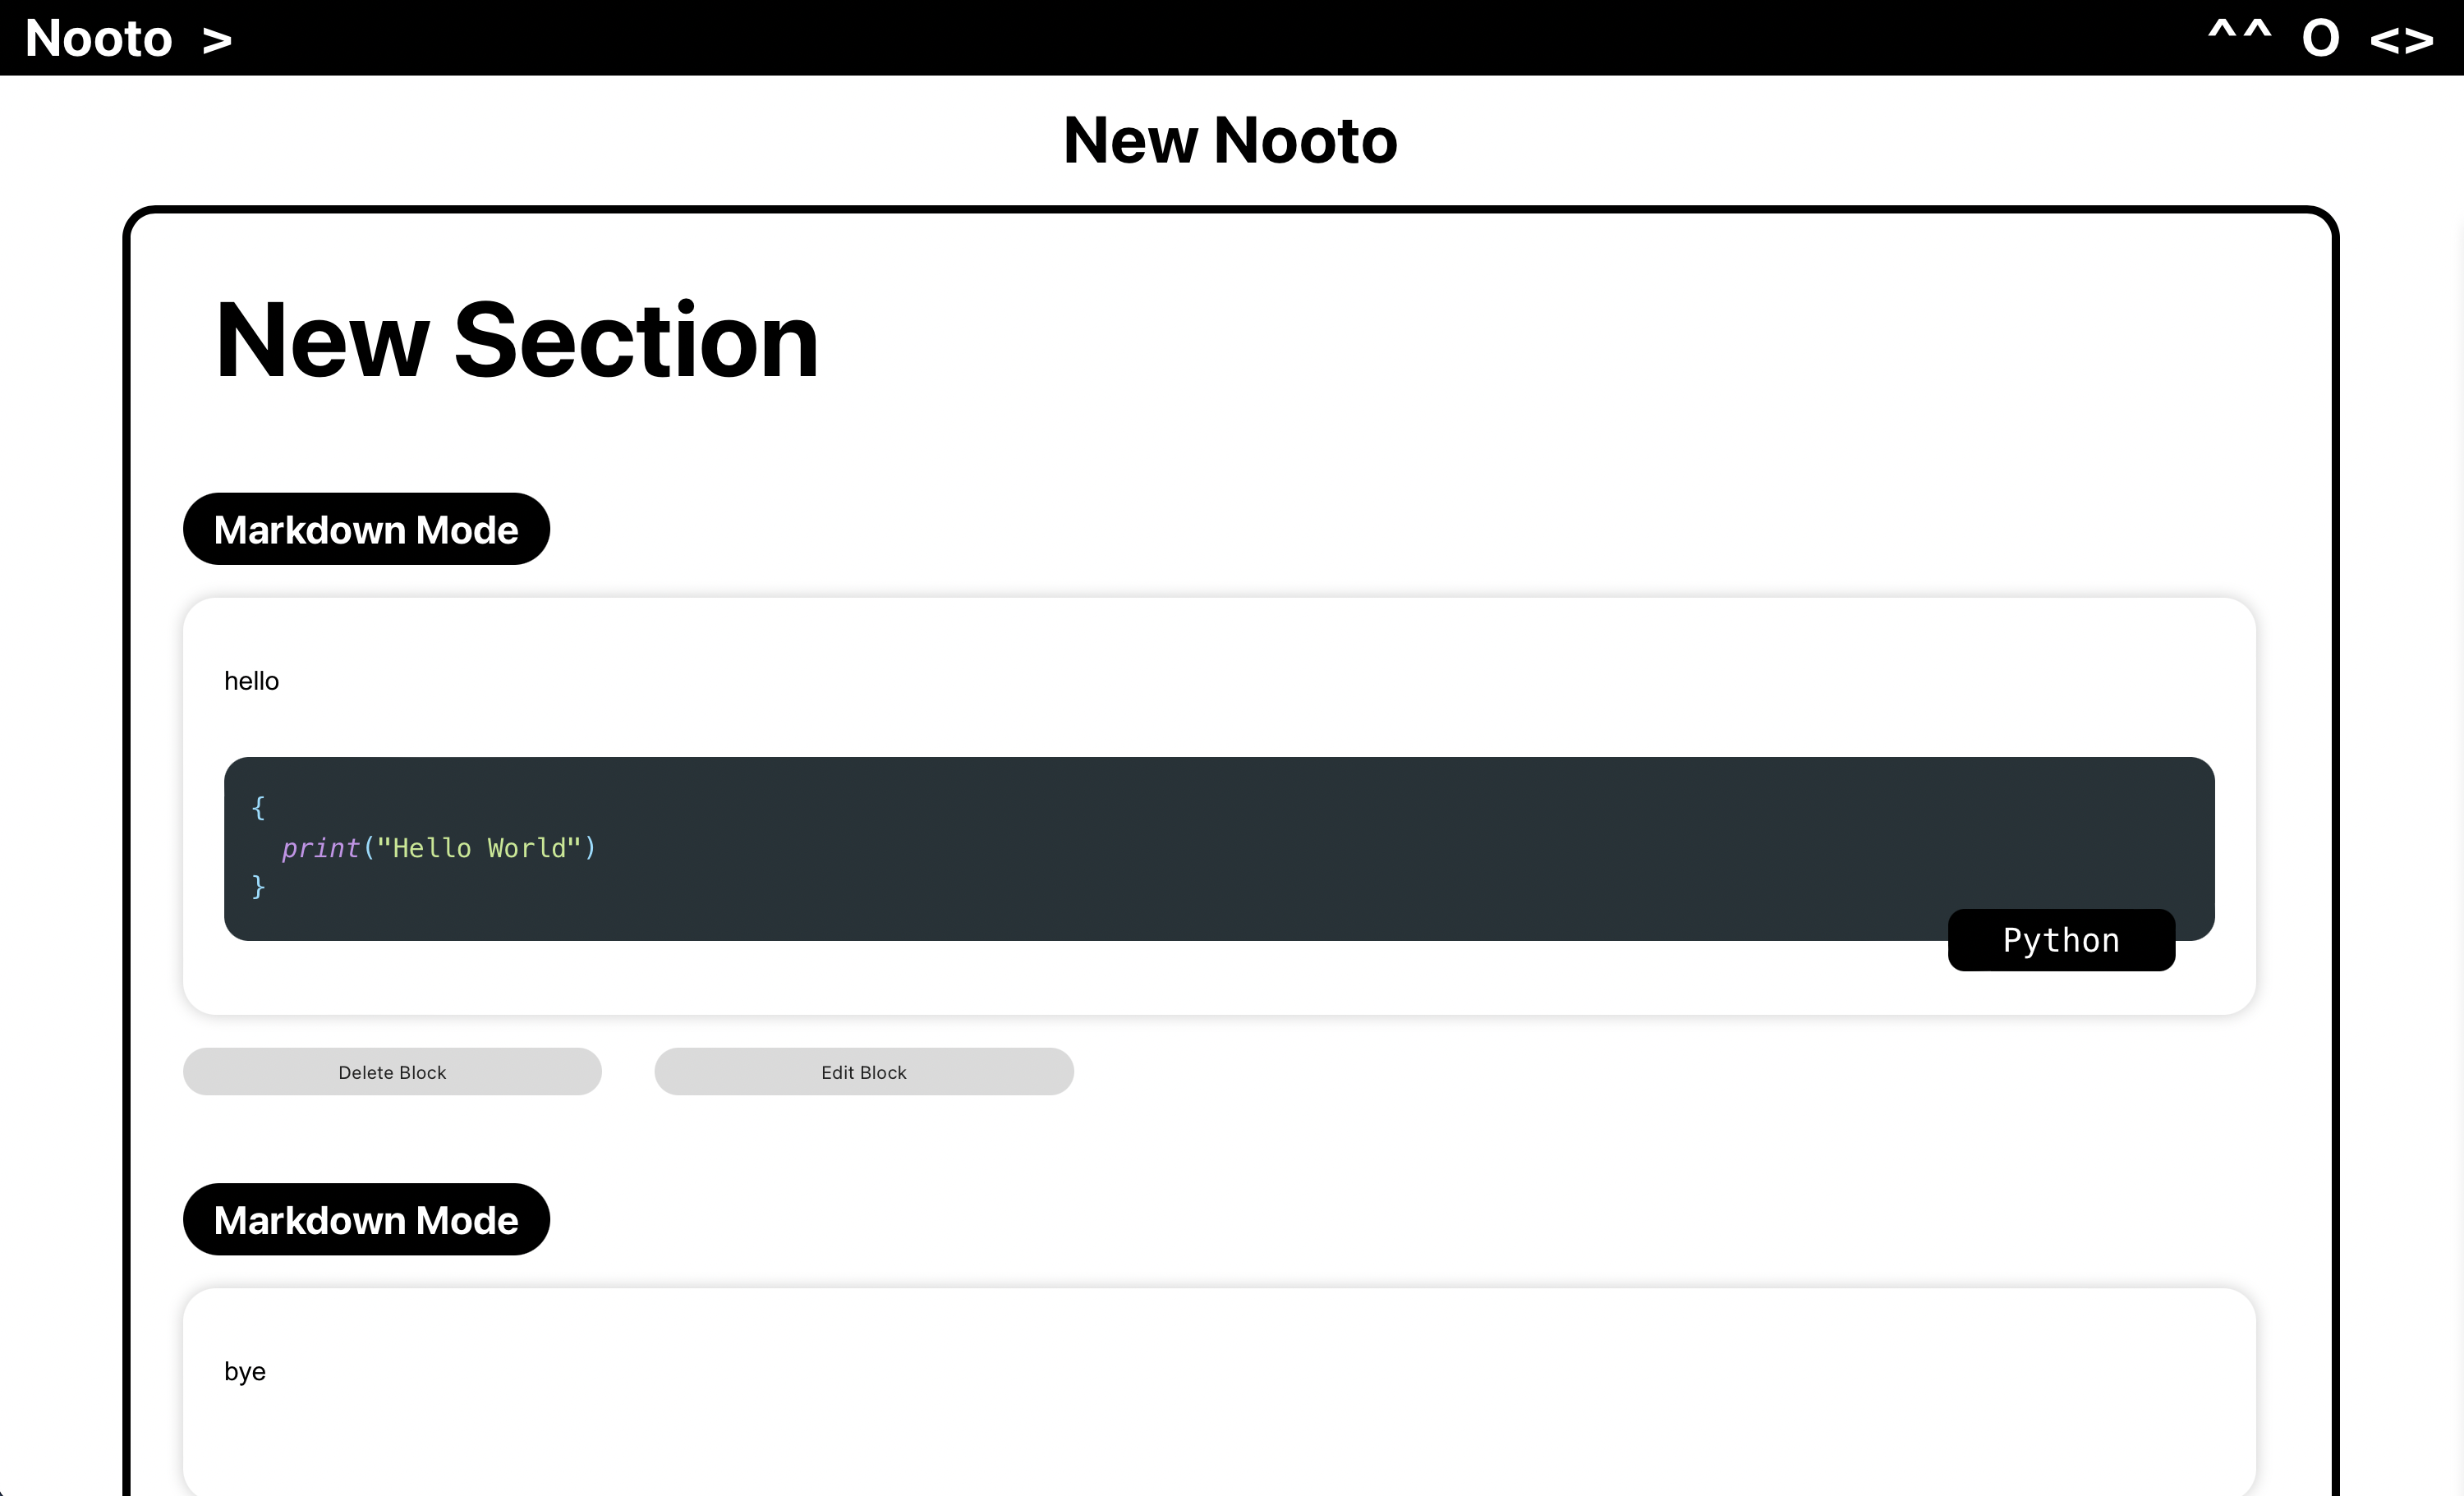 Nooto > ^^ O <>
New Nooto
New Section
Markdown Mode
hello
{
  print("Hello World")
}
Python
Delete Block Edit Block
Markdown Mode
bye